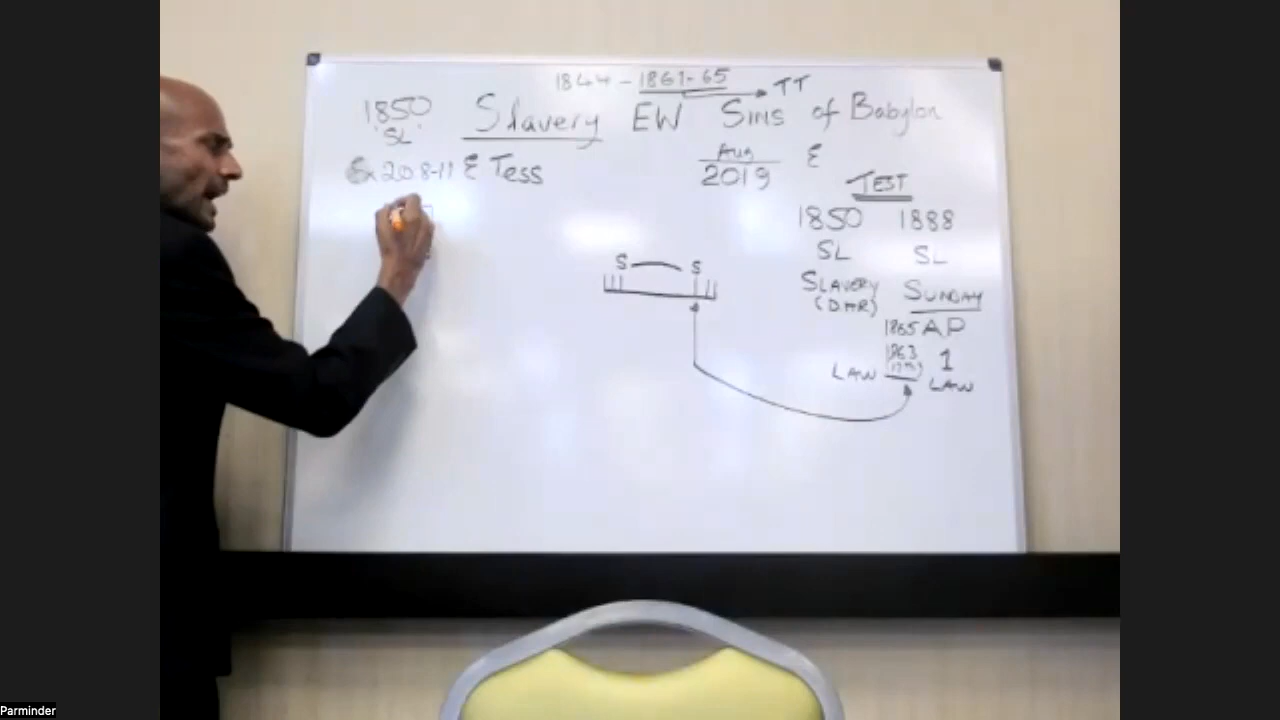 1844 - 1861-65 → TT
1850 Slavery EW Sins of Babylon
'SL'
Ex 20:8-11 & Tess
Aug
2019
&
TEST
1850 1888
SL SL
SLAVERY SUNDAY
(DHR)
1865 AP
1863
LAW 1
LAW
S S
Parminder